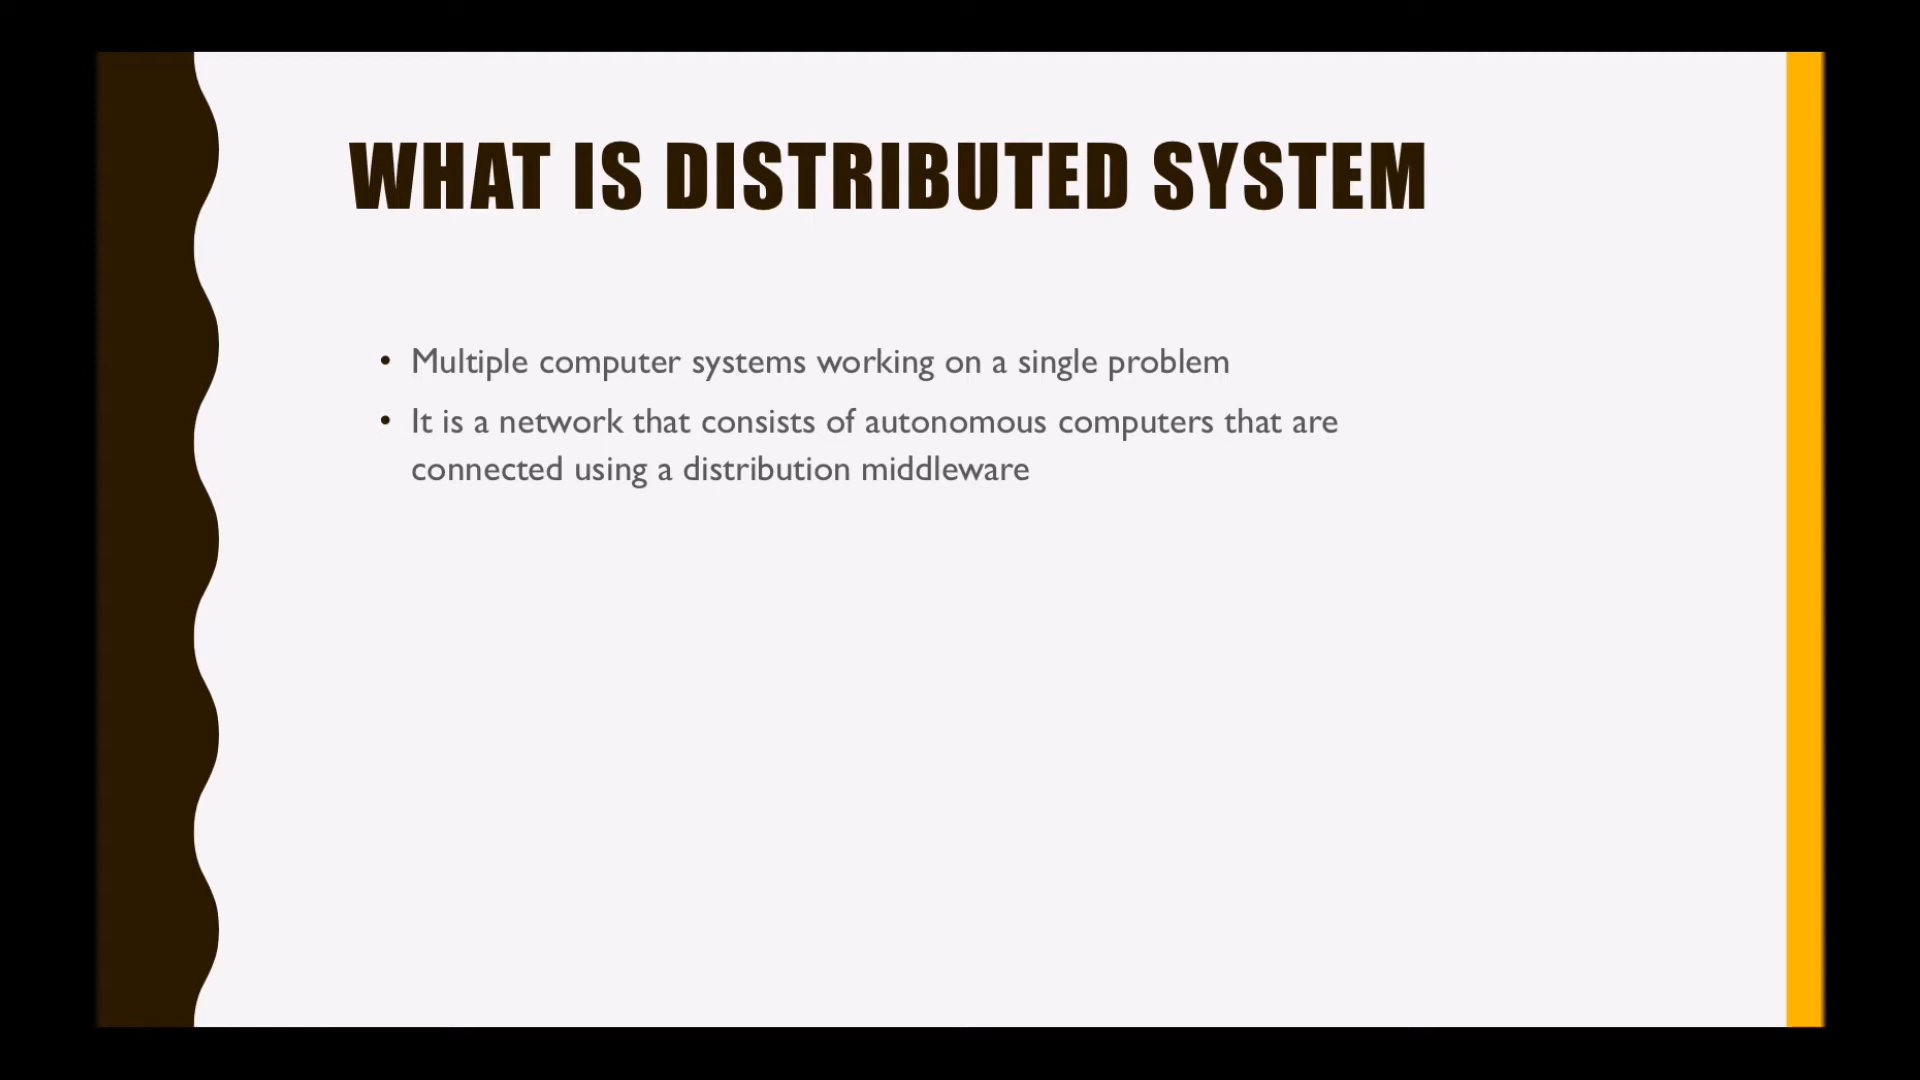 WHAT IS DISTRIBUTED SYSTEM
• Multiple computer systems working on a single problem
• It is a network that consists of autonomous computers that are
connected using a distribution middleware